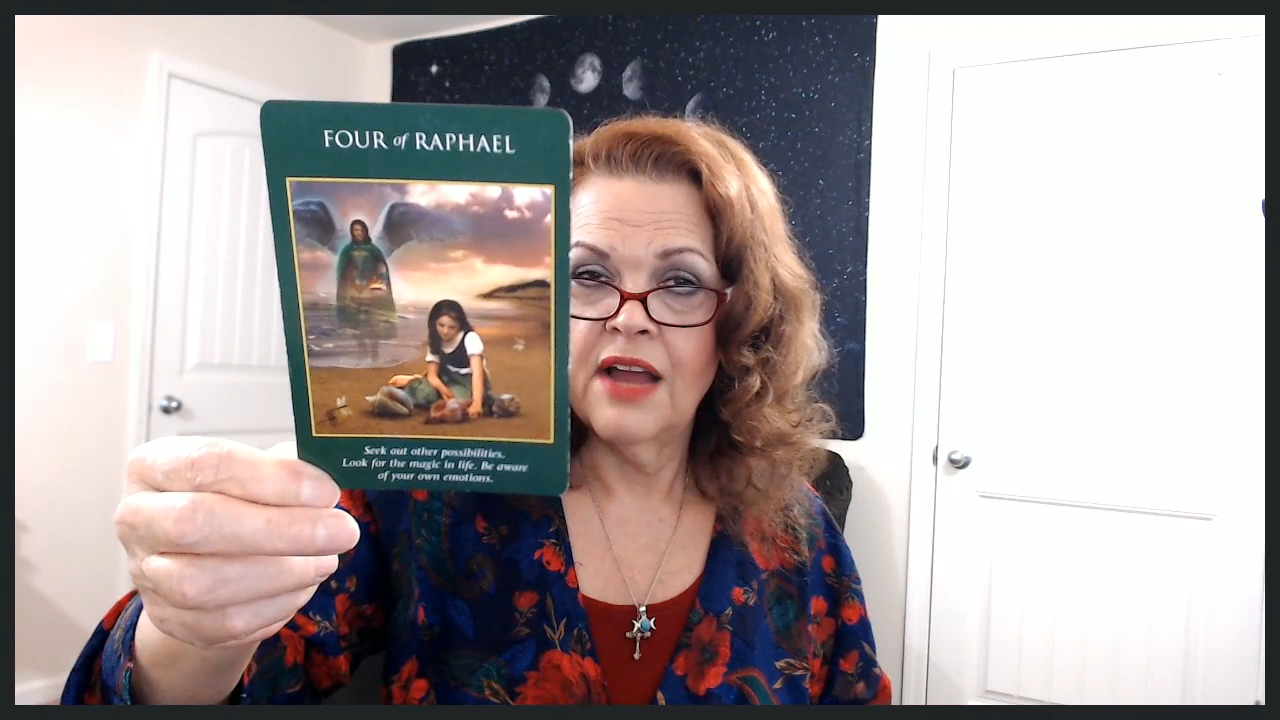 FOUR of RAPHAEL
Seek out other possibilities.
Look for the magic in life. Be aware
of your own emotions.